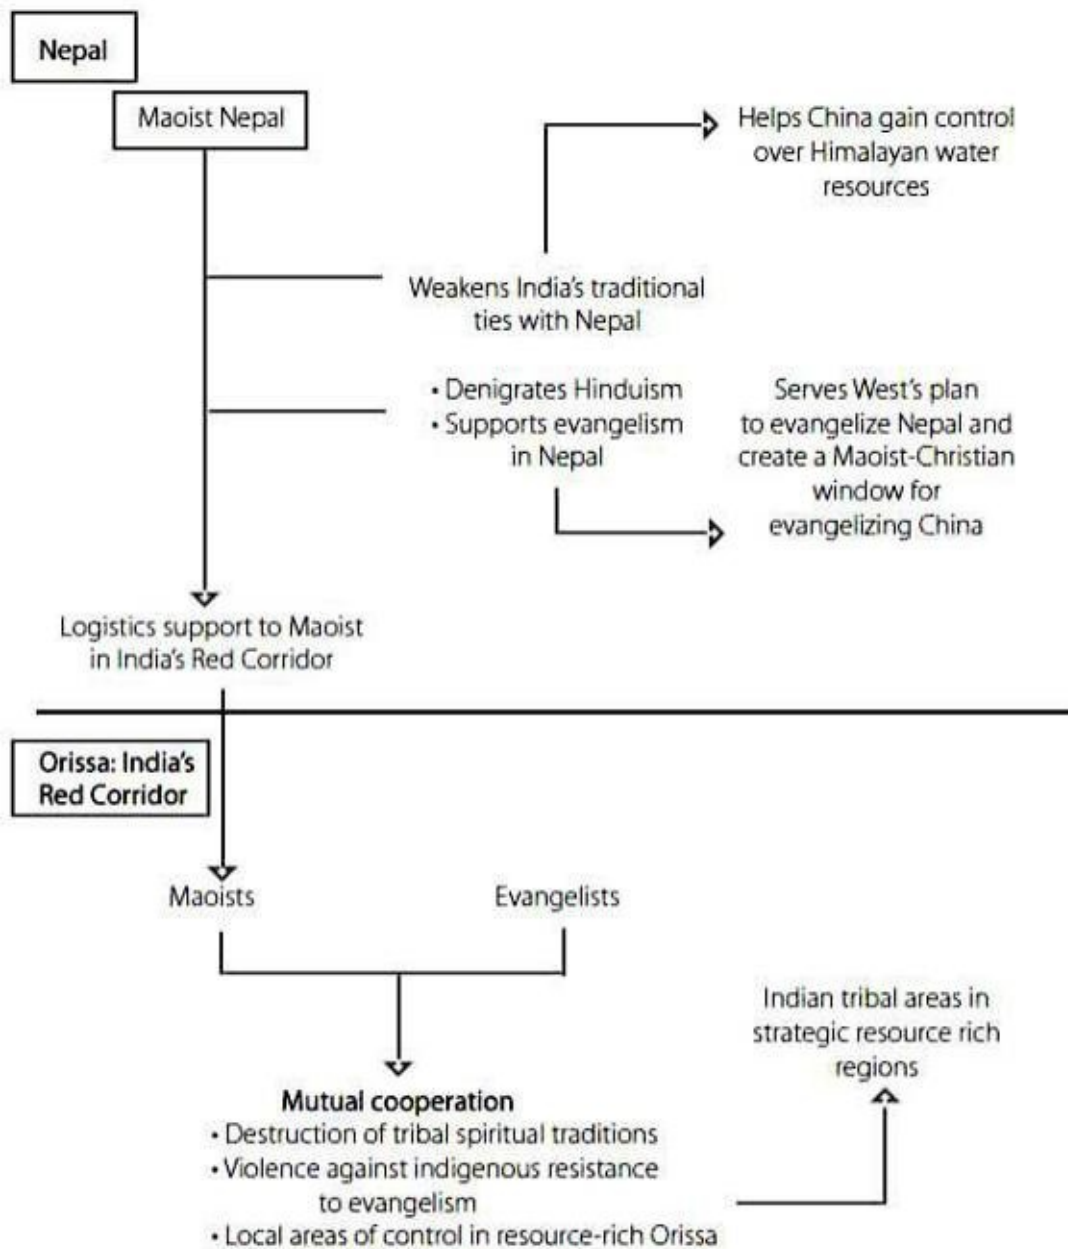 Nepal
Maoist Nepal
Helps China gain control
over Himalayan water
resources
Weakens India's traditional
ties with Nepal
• Denigrates Hinduism
• Supports evangelism
in Nepal
Serves West's plan
to evangelize Nepal and
create a Maoist-Christian
window for
evangelizing China
Logistics support to Maoist
in India's Red Corridor
Orissa: India's
Red Corridor
Maoists
Evangelists
Mutual cooperation
• Destruction of tribal spiritual traditions
• Violence against indigenous resistance
to evangelism
• Local areas of control in resource-rich Orissa
Indian tribal areas in
strategic resource rich
regions